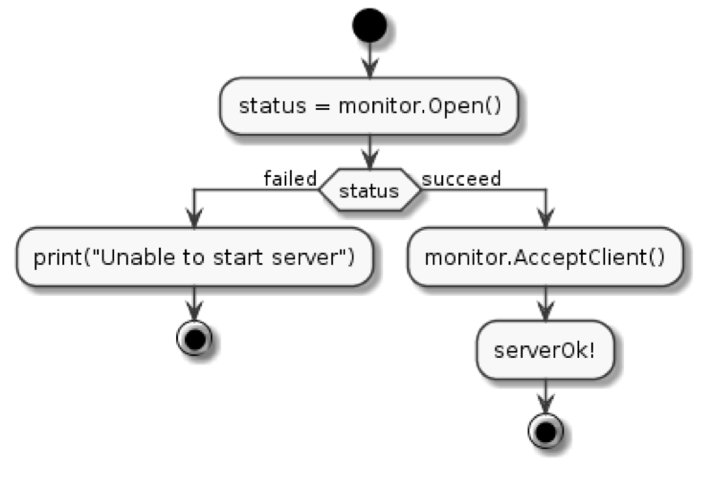 status = monitor.Open()
failed
status
succeed
print("Unable to start server")
monitor.AcceptClient()
serverOk!